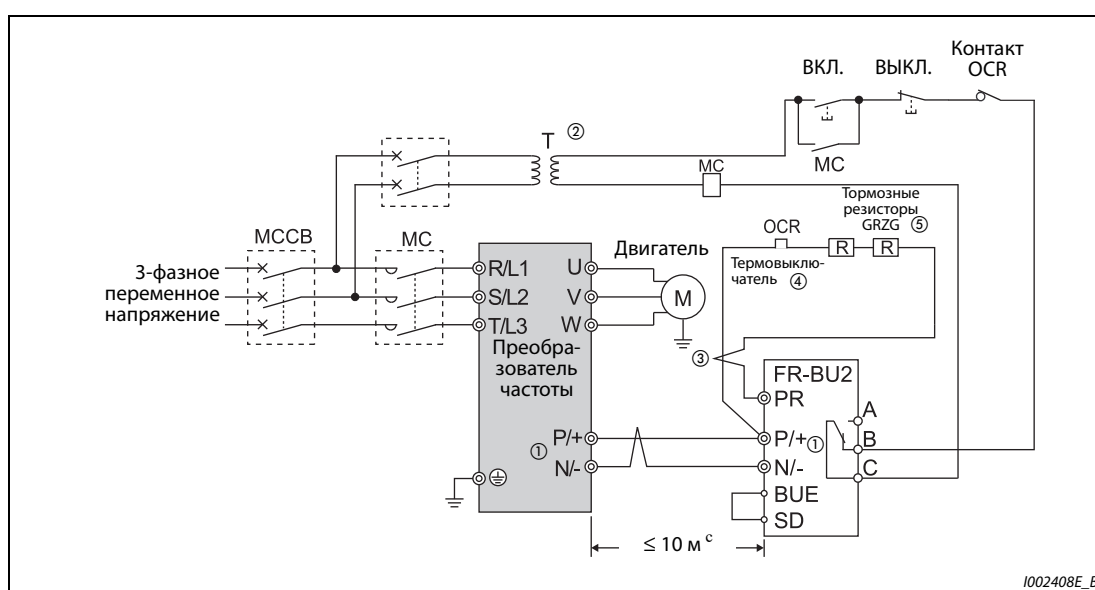 Контакт
OCR
ВКЛ.
ВЫКЛ.
T ②
MC
MC
Тормозные
резисторы
GRZG ⑤
OCR
R
R
MCCB
MC
Термовыклю-
чатель ④
Двигатель
3-фазное
переменное
напряжение
R/L1
S/L2
T/L3
U
V
W
M
Преобра-
зователь
частоты
③
FR-BU2
PR
A
① P/+
P/+ ①
B
N/-
N/-
C
BUE
SD
≤ 10 м c
I002408E_E